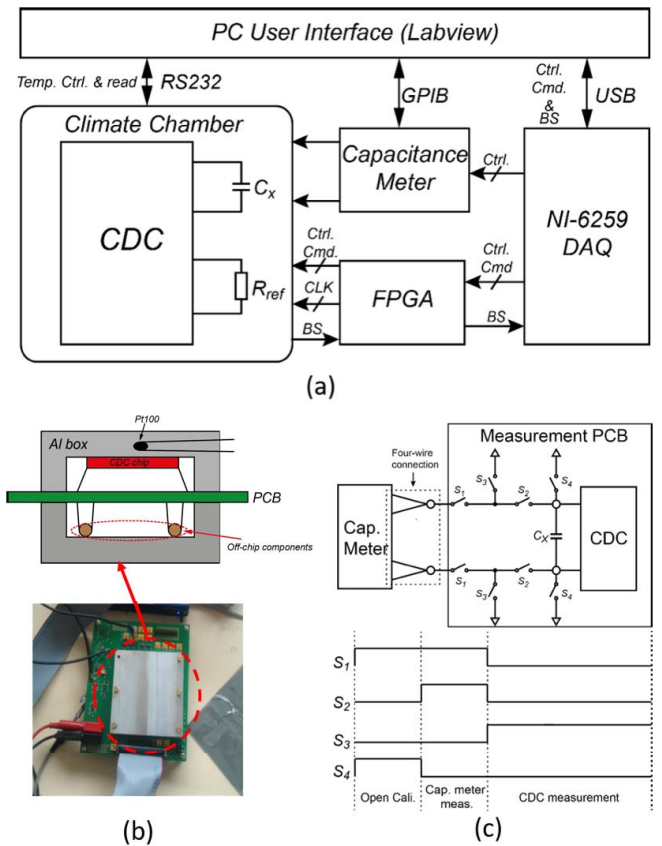 PC User Interface (Labview)
Temp. Ctrl. & read
RS232
GPIB
Ctrl.
Cmd.
&
BS
USB
Climate Chamber
CDC
Cx
Rref
Capacitance
Meter
Ctrl.
NI-6259
DAQ
Ctrl.
Cmd.
CLK
BS
FPGA
Ctrl.
Cmd
BS
(a)
Pt100
Al box
CDC chip
PCB
Off-chip components
(b)
Measurement PCB
Four-wire
connection
Cap.
Meter
S1
S3
S2
S4
CX
CDC
S1
S3
S2
S4
S1
S2
S3
S4
Open Cali.
Cap. meter
meas.
CDC measurement
(c)